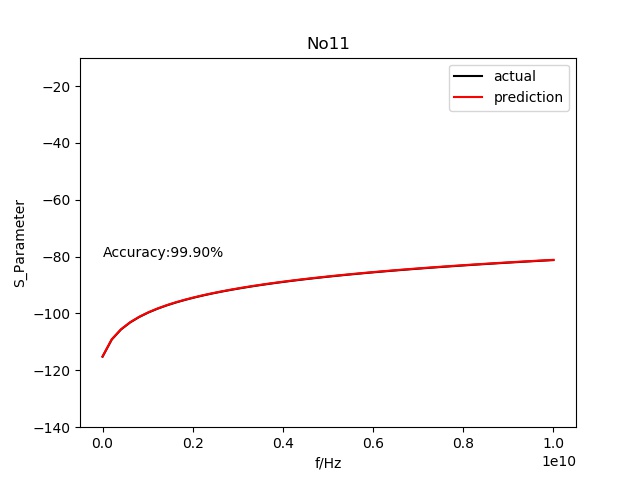 No11
actual
prediction
Accuracy:99.90%
S_Parameter
−20
−40
−60
−80
−100
−120
−140
0.0 0.2 0.4 0.6 0.8 1.0
1e10
f/Hz